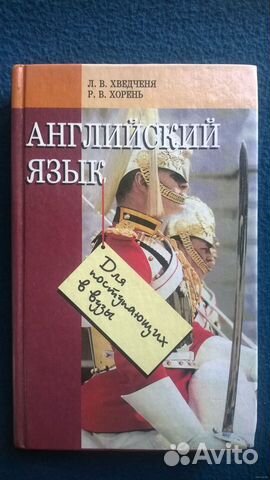 Л. В. ХВЕДЧЕНЯ
Р. В. ХОРЕНЬ
АНГЛИЙСКИЙ
ЯЗЫК
Для
поступающих
в вузы
Avito